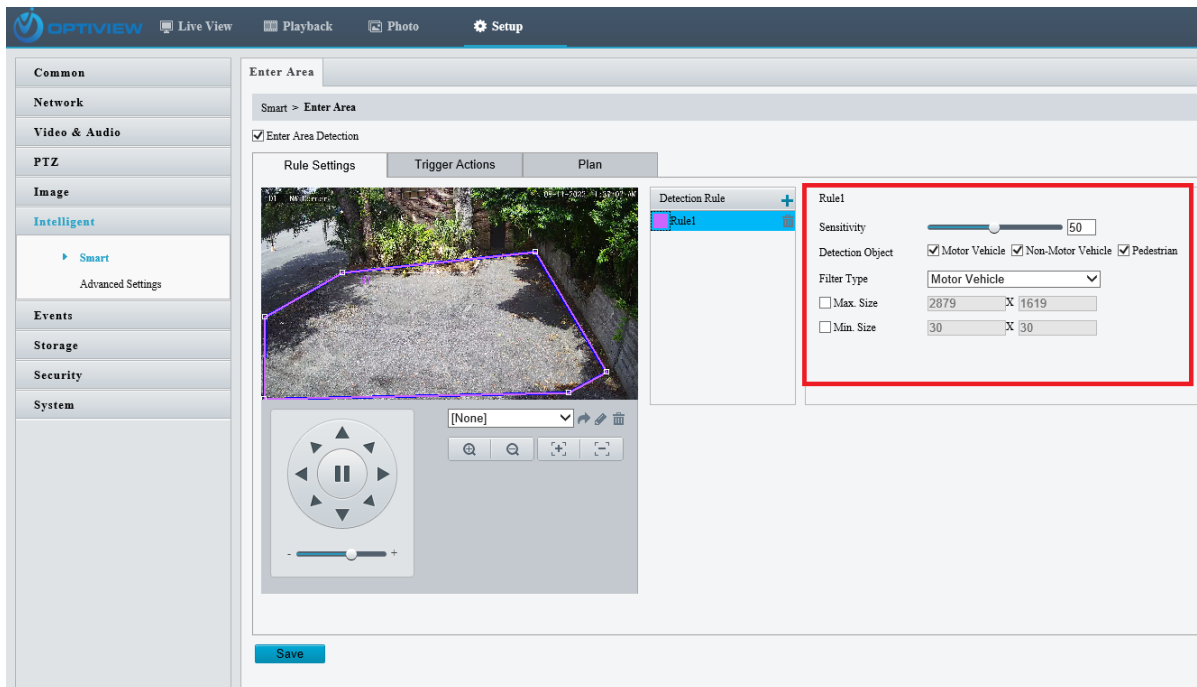 OPTIVIEW Live View Playback Photo Setup
Common
Network
Video & Audio
PTZ
Image
Intelligent
Smart
Advanced Settings
Events
Storage
Security
System
Enter Area
Smart > Enter Area
Enter Area Detection
Rule Settings Trigger Actions Plan
D1
Detection Rule +
Rule1
[None]
- +
Rule1
Sensitivity 50
Detection Object Motor Vehicle Non-Motor Vehicle Pedestrian
Filter Type Motor Vehicle
Max. Size 2879 X 1619
Min. Size 30 X 30
Save